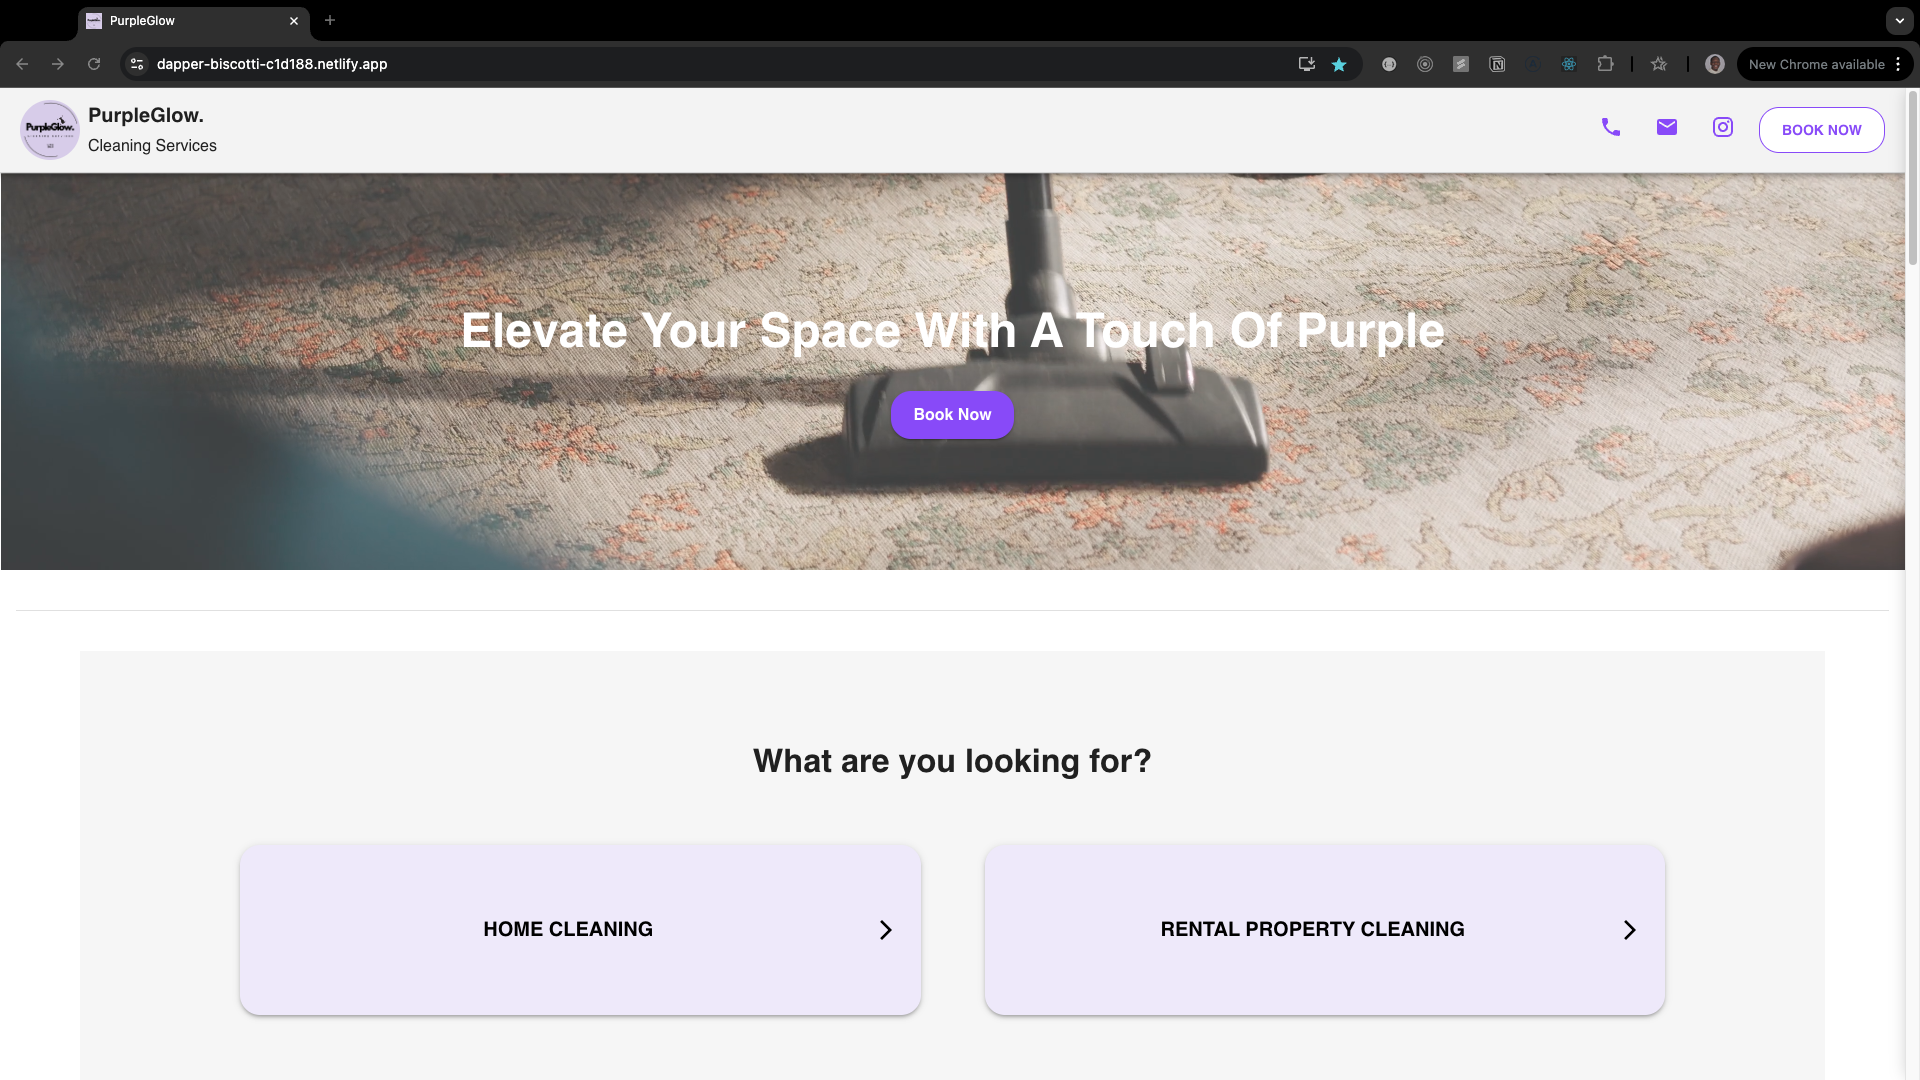 PurpleGlow
dapper-biscotti-c1d188.netlify.app
New Chrome available
PurpleGlow.
PurpleGlow.
Cleaning Services
BOOK NOW
Elevate Your Space With A Touch Of Purple
Book Now
What are you looking for?
HOME CLEANING
RENTAL PROPERTY CLEANING